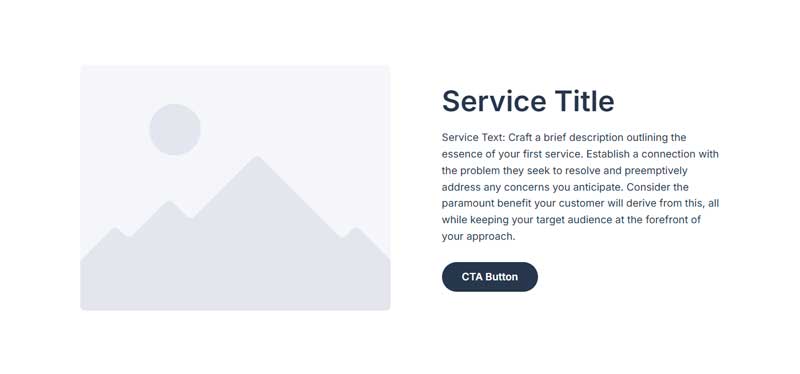 Service Title
Service Text: Craft a brief description outlining the
essence of your first service. Establish a connection with
the problem they seek to resolve and preemptively
address any concerns you anticipate. Consider the
paramount benefit your customer will derive from this, all
while keeping your target audience at the forefront of
your approach.
CTA Button